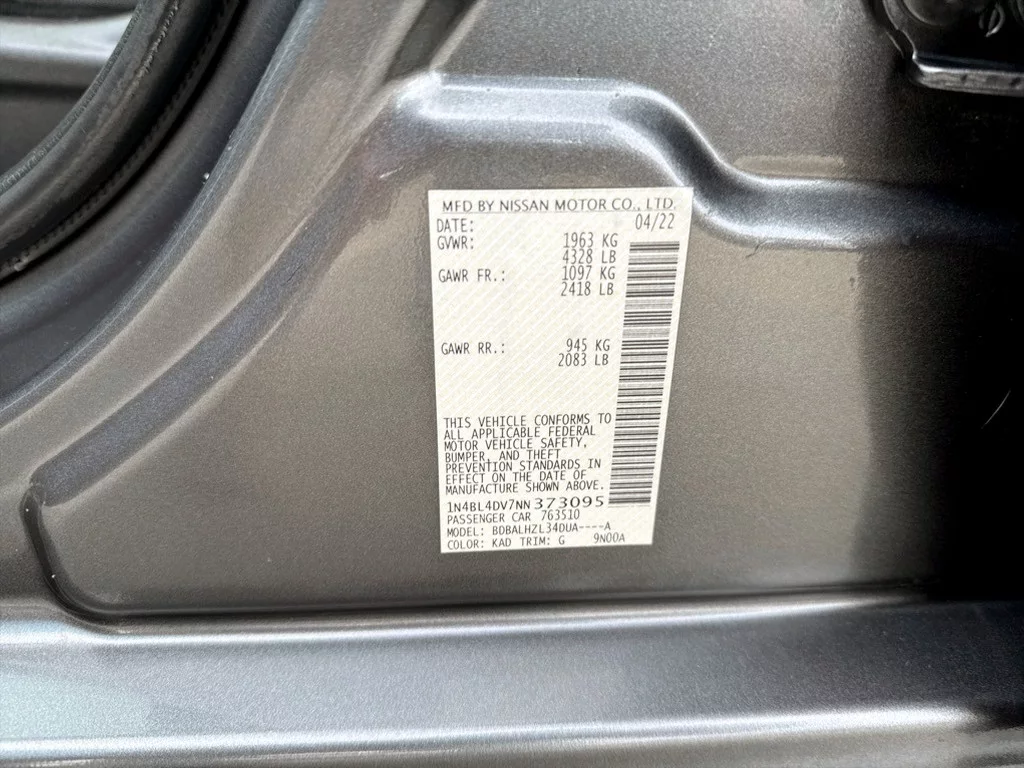 MFD BY NISSAN MOTOR CO., LTD.
DATE: 04/22
GVWR: 1963 KG
4328 LB
GAWR FR.: 1097 KG
2418 LB
GAWR RR.: 945 KG
2083 LB
THIS VEHICLE CONFORMS TO
ALL APPLICABLE FEDERAL
MOTOR VEHICLE SAFETY,
BUMPER, AND THEFT
PREVENTION STANDARDS IN
EFFECT ON THE DATE OF
MANUFACTURE SHOWN ABOVE.
1N4BL4DV7NN373095
PASSENGER CAR 763510
MODEL: BDBALHZL34DUA----A
COLOR: KAD TRIM: G 9N00A